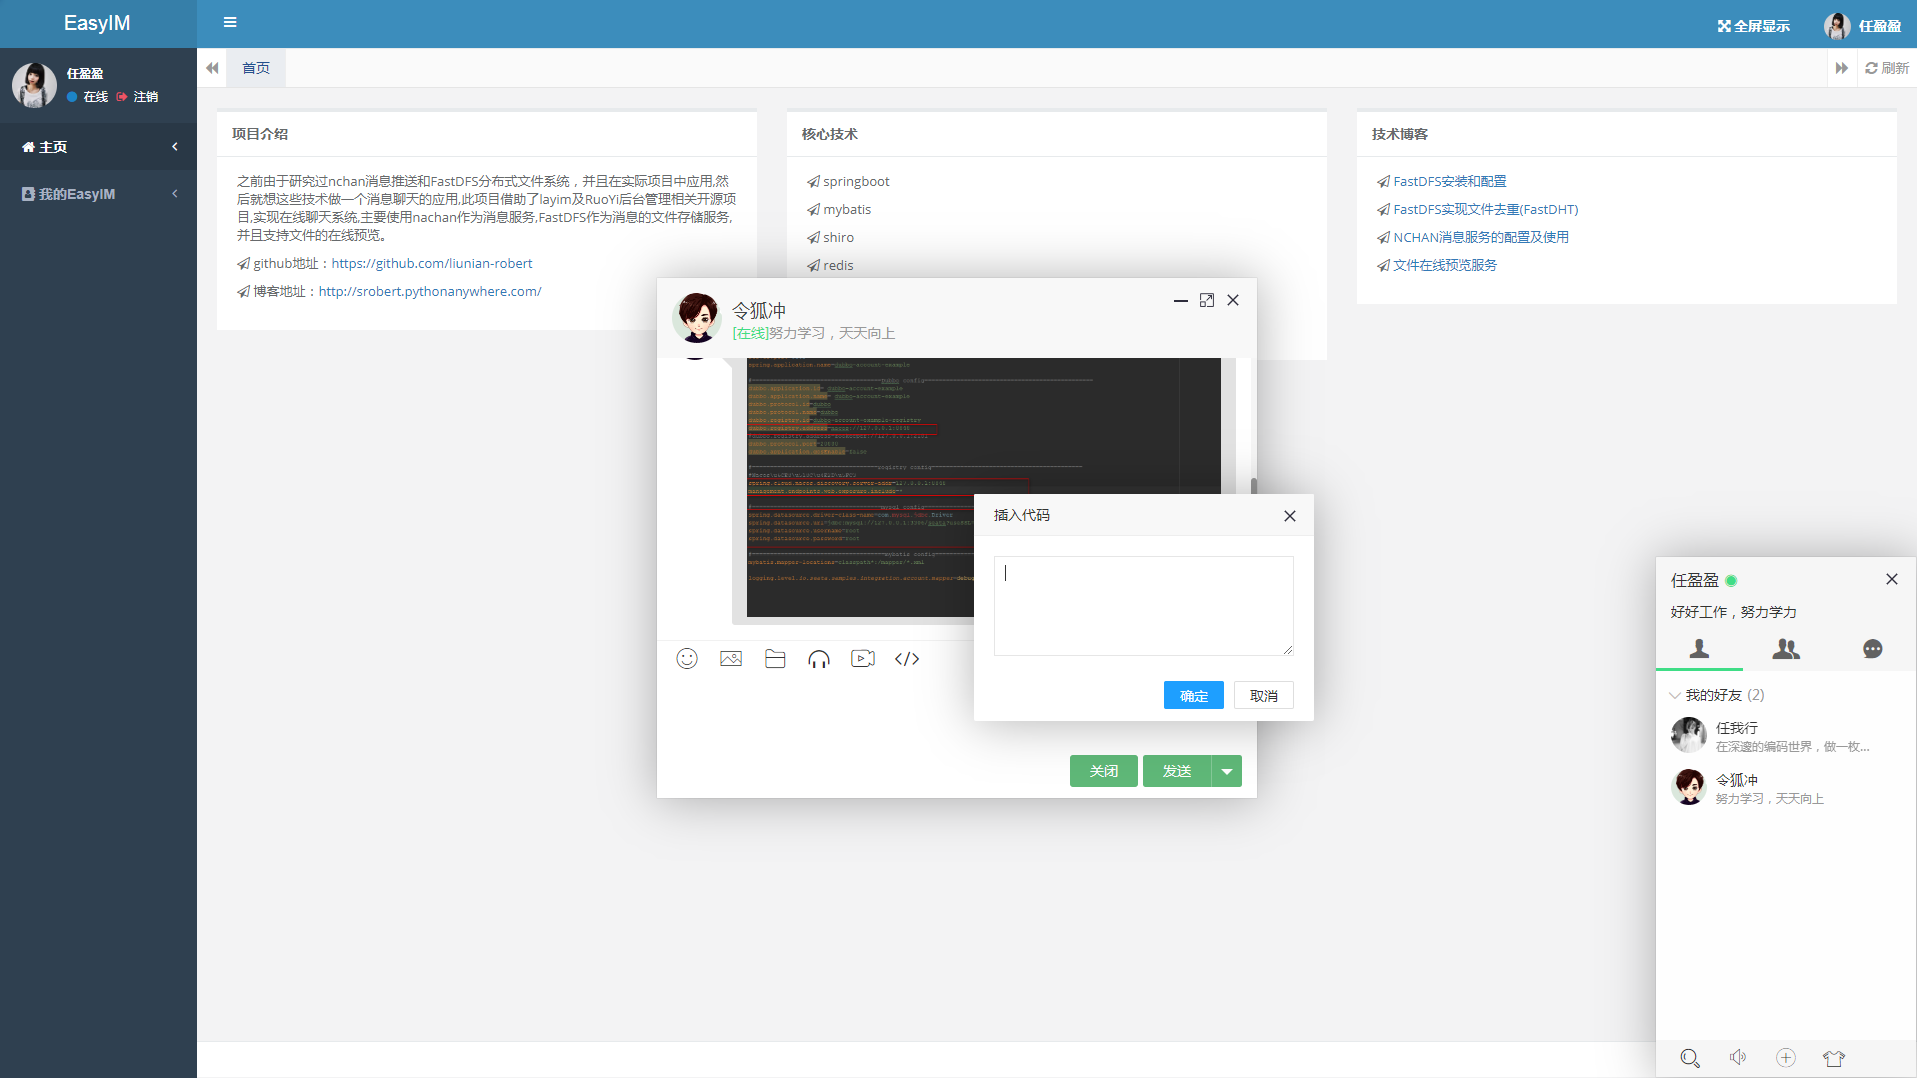 EasyIM
全屏显示
任盈盈
任盈盈
在线 注销
首页
刷新
主页
我的EasyIM
项目介绍
之前由于研究过nchan消息推送和FastDFS分布式文件系统，并且在实际项目中应用,然
后就想这些技术做一个消息聊天的应用,此项目借助了layim及RuoYi后台管理相关开源项
目,实现在线聊天系统,主要使用nachan作为消息服务,FastDFS作为消息的文件存储服务,
并且支持文件的在线预览。
github地址：https://github.com/liunian-robert
博客地址：http://srobert.pythonanywhere.com/
核心技术
springboot
mybatis
shiro
redis
技术博客
FastDFS安装和配置
FastDFS实现文件去重(FastDHT)
NCHAN消息服务的配置及使用
文件在线预览服务
令狐冲
[在线]努力学习，天天向上
spring.datasource.password=root
mybatis.mapper-locations=classpath*:/mapper/*.xml
插入代码
确定
取消
关闭
发送
任盈盈
好好工作，努力学力
我的好友 (2)
任我行
在深邃的编码世界，做一枚...
令狐冲
努力学习，天天向上